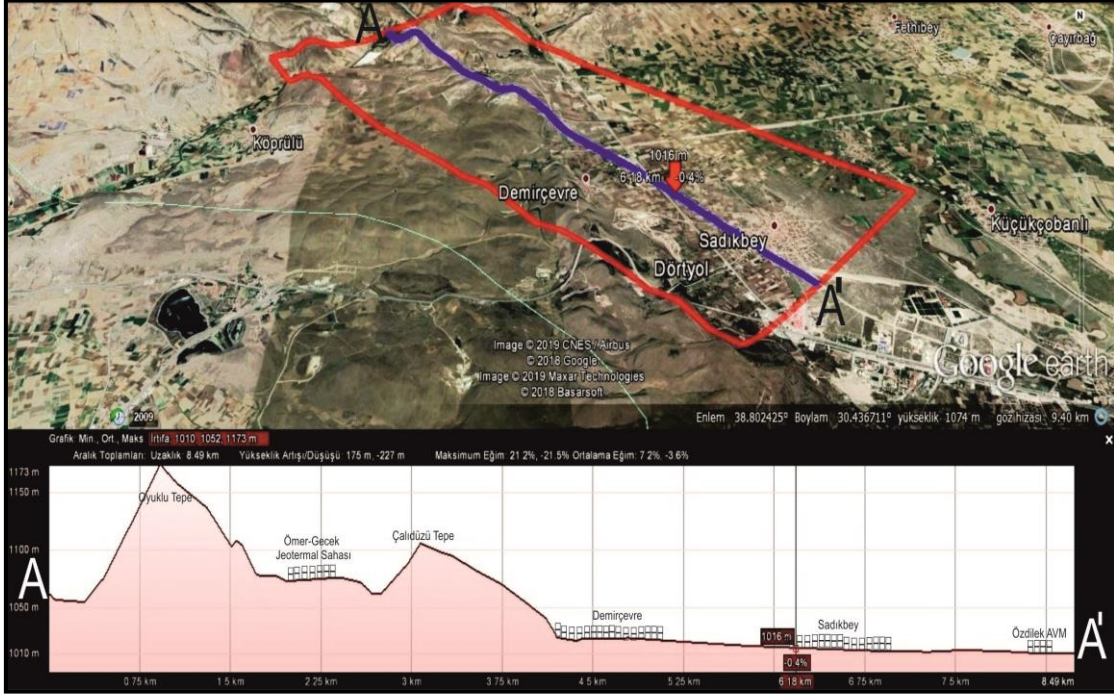 A
N
Fethibey
Çayırbağ
Köprülü
1016 m
6.18 km -0.4%
Demirçevre
Küçükçobanlı
Sadıkbey
Dörtyol
A'
Image © 2019 CNES / Airbus
© 2018 Google
Image © 2019 Maxar Technologies
© 2018 Basarsoft
Google earth
2009
Enlem 38.802425° Boylam 30.436711° yükseklik 1074 m göz hizası 9.40 km
Grafik Min., Ort., Maks İrtifa: 1010, 1052, 1173 m
x
Aralık Toplamları: Uzaklık: 8.49 km Yükseklik Artışı/Düşüşü: 175 m, -227 m Maksimum Eğim: 21.2%, -21.5% Ortalama Eğim: 7.2%, -3.6%
1173 m
1150 m
Oyuklu Tepe
Ömer-Gecek
Jeotermal Sahası
Çalıdüzü Tepe
1100 m
A
1050 m
Demirçevre
Sadıkbey
Özdilek AVM
A'
1016 m
1010 m
-0.4%
0.75 km 1.5 km 2.25 km 3 km 3.75 km 4.5 km 5.25 km 6 6.18 km 6.75 km 7.5 km 8.49 km